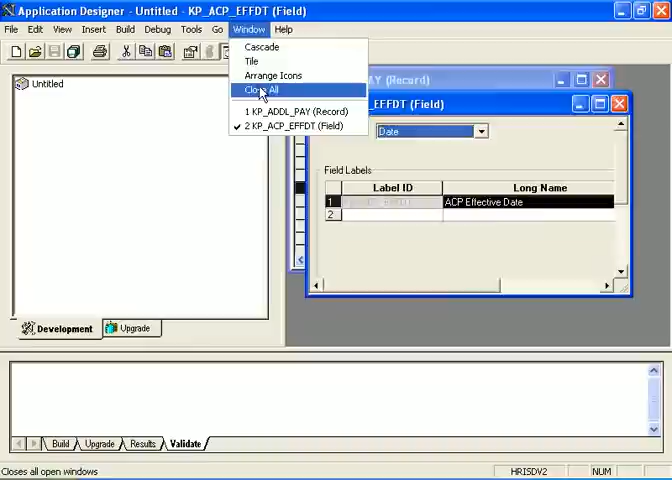 Application Designer - Untitled - KP_ACP_EFFDT (Field)
File Edit View Insert Build Debug Tools Go Window Help
Cascade
Tile
Arrange Icons
Close All
1 KP_ADDL_PAY (Record)
2 KP_ACP_EFFDT (Field)
Untitled
AY (Record)
_EFFDT (Field)
Date
Field Labels
Label ID Long Name
1 ACP Effective Date
2
Development Upgrade
Build Upgrade Results Validate
Closes all open windows HRISDV2 NUM